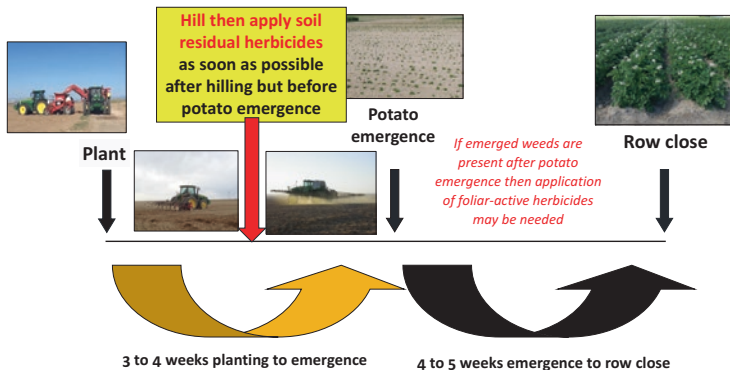 Hill then apply soil
residual herbicides
as soon as possible
after hilling but before
potato emergence
Plant
Potato
emergence
If emerged weeds are
present after potato
emergence then application
of foliar-active herbicides
may be needed
Row close
3 to 4 weeks planting to emergence
4 to 5 weeks emergence to row close